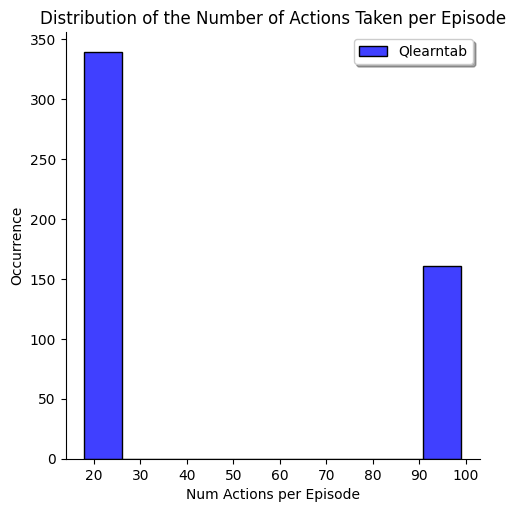 Distribution of the Number of Actions Taken per Episode
Qlearntab
350
300
250
200
150
100
50
0
Occurrence
20 30 40 50 60 70 80 90 100
Num Actions per Episode